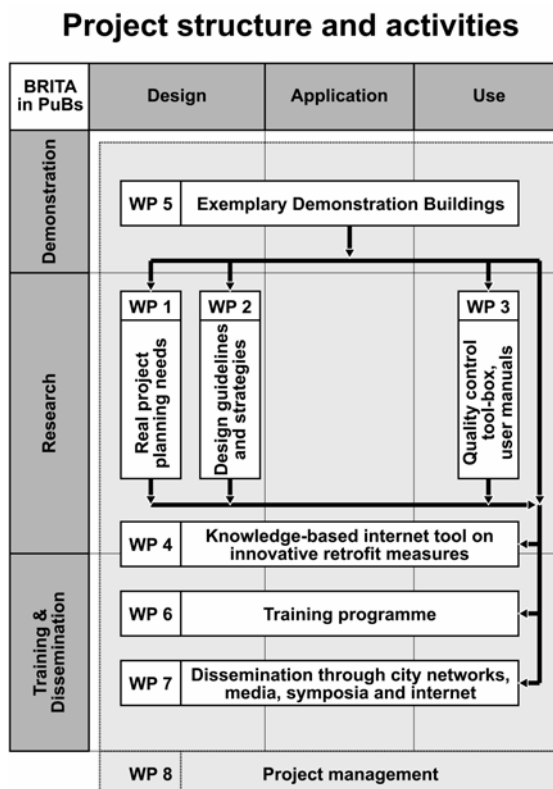 Project structure and activities
BRITA
in PuBs
Design
Application
Use
Demonstration
WP 5
Exemplary Demonstration Buildings
Research
WP 1
Real project
planning needs
WP 2
Design guidelines
and strategies
WP 3
Quality control
tool-box,
user manuals
WP 4
Knowledge-based internet tool on
innovative retrofit measures
Training &
Dissemination
WP 6
Training programme
WP 7
Dissemination through city networks,
media, symposia and internet
WP 8
Project management